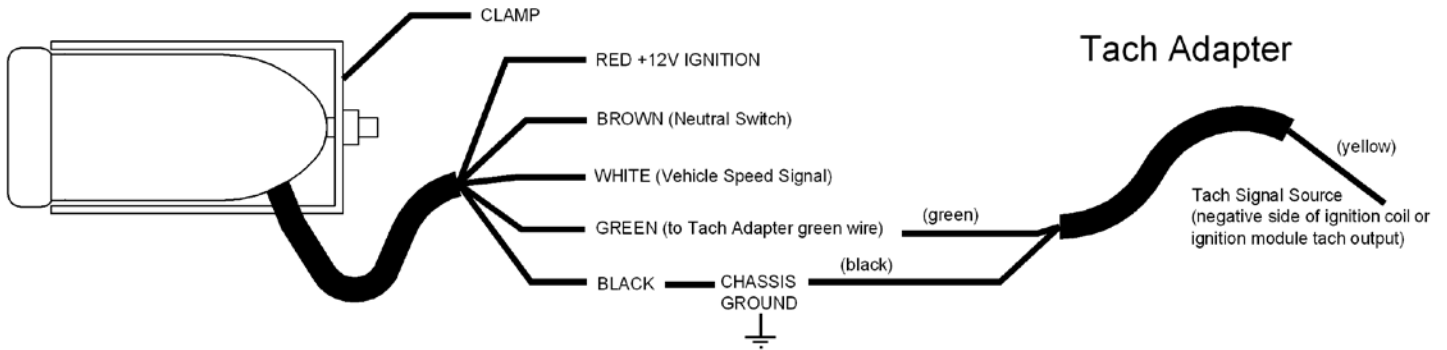 CLAMP
Tach Adapter
RED +12V IGNITION
BROWN (Neutral Switch)
(yellow)
WHITE (Vehicle Speed Signal)
Tach Signal Source
(negative side of ignition coil or
ignition module tach output)
GREEN (to Tach Adapter green wire)
(green)
(black)
BLACK
CHASSIS
GROUND